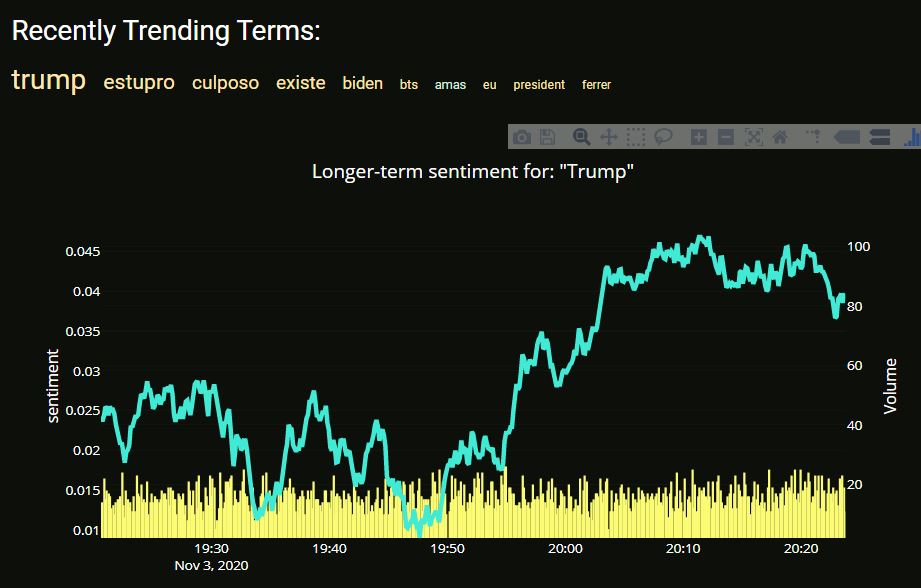 Recently Trending Terms:
trump estupro culposo existe biden bts amas eu president ferrer
Longer-term sentiment for: "Trump"
0.045
0.04
0.035
0.03
0.025
0.02
0.015
0.01
sentiment
100
80
60
40
20
Volume
19:30 19:40 19:50 20:00 20:10 20:20
Nov 3, 2020